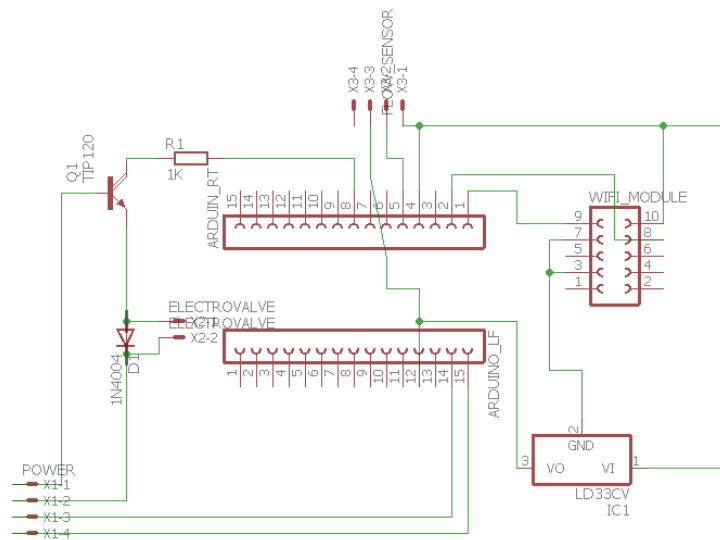 X3-4
X3-3
X3-2
FLOW_SENSOR
X3-1
Q1
TIP120
R1
1K
ARDUIN_RT
15
14
13
12
11
10
9
8
7
6
5
4
3
2
1
WIFI_MODULE
9
10
7
8
5
6
3
4
1
2
ELECTROVALVE
X2-1
ELECTROVALVE
X2-2
1N4004
D1
ARDUINO_LF
1
2
3
4
5
6
7
8
9
10
11
12
13
14
15
2
GND
3
VO
VI
1
LD33CV
IC1
POWER
X1-1
X1-2
X1-3
X1-4